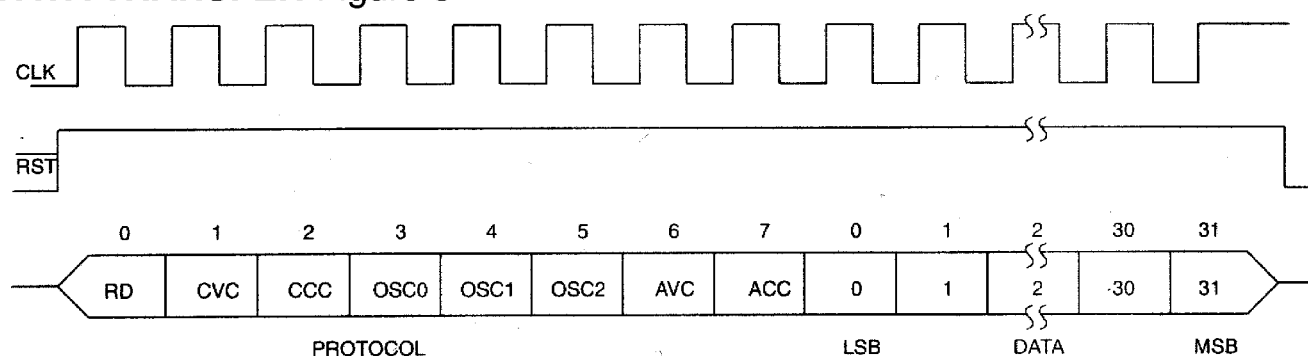 CLK
RST
0 1 2 3 4 5 6 7 0 1 2 30 31
RD CVC CCC OSC0 OSC1 OSC2 AVC ACC 0 1 2 -30 31
PROTOCOL LSB DATA MSB